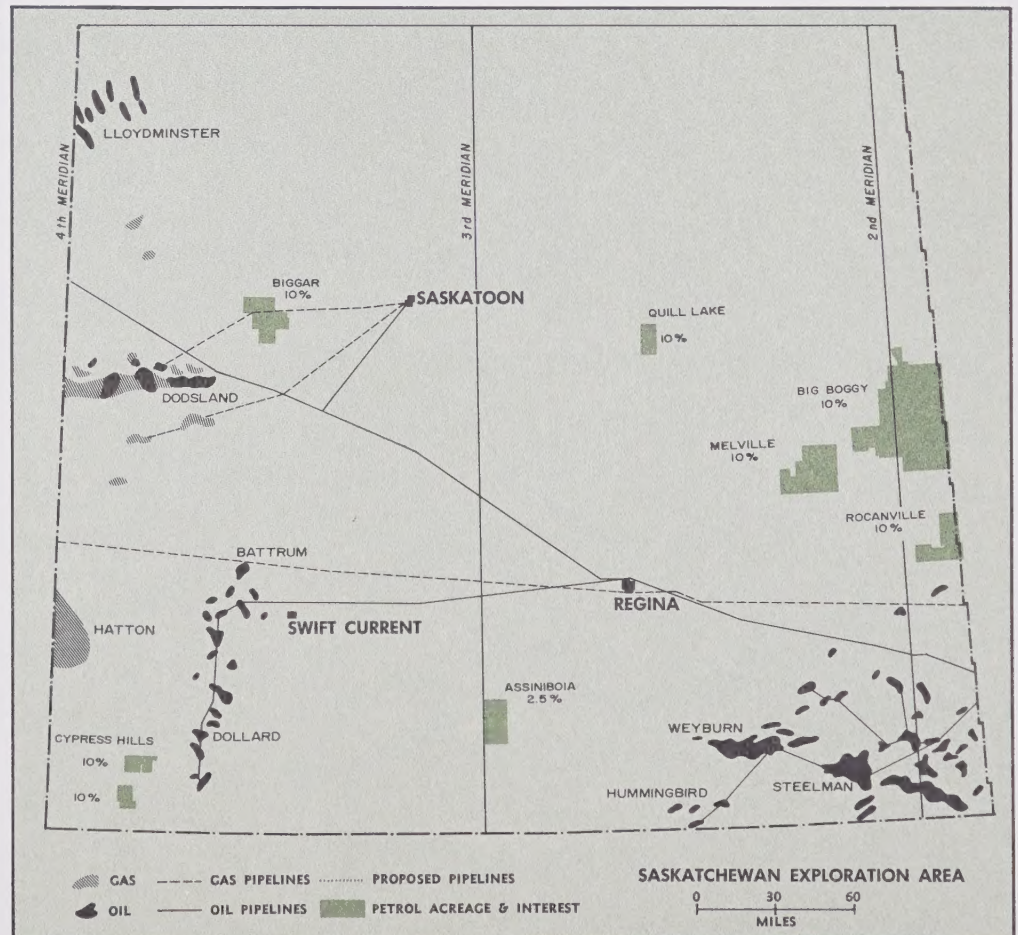 LLOYDMINSTER
4th MERIDIAN
3rd MERIDIAN
2nd MERIDIAN
BIGGAR
10%
SASKATOON
QUILL LAKE
10%
DODSLAND
BIG BOGGY
10%
MELVILLE
10%
ROCANVILLE
10%
BATTRUM
REGINA
HATTON
SWIFT CURRENT
ASSINIBOIA
2.5%
CYPRESS HILLS
10%
10%
DOLLARD
WEYBURN
HUMMINGBIRD
STEELMAN
GAS
GAS PIPELINES
PROPOSED PIPELINES
OIL
OIL PIPELINES
PETROL ACREAGE & INTEREST
SASKATCHEWAN EXPLORATION AREA
0 30 60
MILES